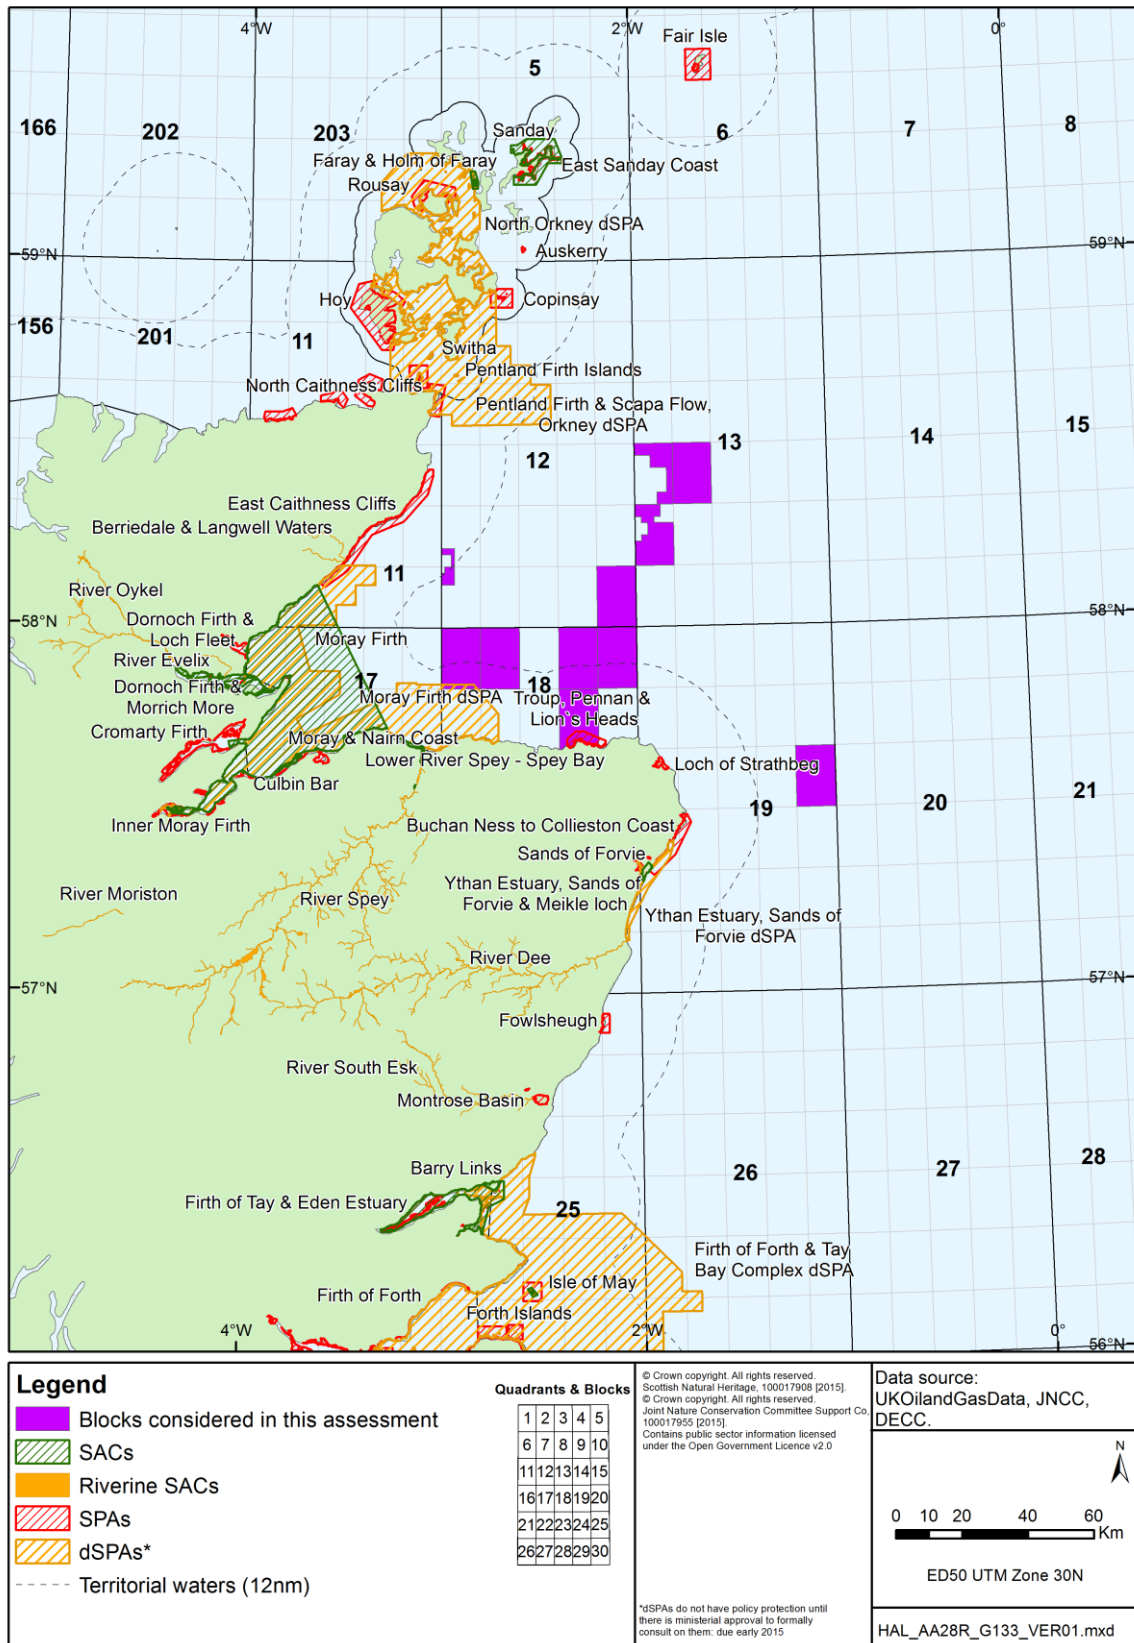 4°W
2°W
0°
Fair Isle
5
166
202
203
6
7
8
Sanday
Faray & Holm of Faray
East Sanday Coast
Rousay
North Orkney dSPA
59°N
Auskerry
59°N
Hoy
Copinsay
156
201
11
Switha
Pentland Firth Islands
North Caithness Cliffs
Pentland Firth & Scapa Flow,
Orkney dSPA
15
14
13
12
East Caithness Cliffs
Berriedale & Langwell Waters
11
River Oykel
58°N
58°N
Dornoch Firth &
Loch Fleet
Moray Firth
River Evelix
17
18
Dornoch Firth &
Morrich More
Moray Firth dSPA
Troup, Pennan &
Lion`s Heads
Cromarty Firth
Moray & Nairn Coast
Lower River Spey - Spey Bay
Loch of Strathbeg
Culbin Bar
21
20
19
Inner Moray Firth
Buchan Ness to Collieston Coast
Sands of Forvie
River Moriston
River Spey
Ythan Estuary, Sands of
Forvie & Meikle loch
Ythan Estuary, Sands of
Forvie dSPA
River Dee
57°N
57°N
Fowlsheugh
River South Esk
Montrose Basin
Barry Links
26
27
28
Firth of Tay & Eden Estuary
25
Firth of Forth & Tay
Bay Complex dSPA
Isle of May
Firth of Forth
Forth Islands
4°W
2°W
0°
56°N
Legend
Blocks considered in this assessment
SACs
Riverine SACs
SPAs
dSPAs*
Territorial waters (12nm)
Quadrants & Blocks
1 2 3 4 5
6 7 8 9 10
11 12 13 14 15
16 17 18 19 20
21 22 23 24 25
26 27 28 29 30
© Crown copyright. All rights reserved.
Scottish Natural Heritage, 100017908 [2015].
© Crown copyright. All rights reserved.
Joint Nature Conservation Committee Support Co,
100017955 [2015].
Contains public sector information licensed
under the Open Government Licence v2.0
*dSPAs do not have policy protection until
there is ministerial approval to formally
consult on them: due early 2015
Data source:
UKOilandGasData, JNCC,
DECC.
N
0 10 20 40 60
Km
ED50 UTM Zone 30N
HAL_AA28R_G133_VER01.mxd